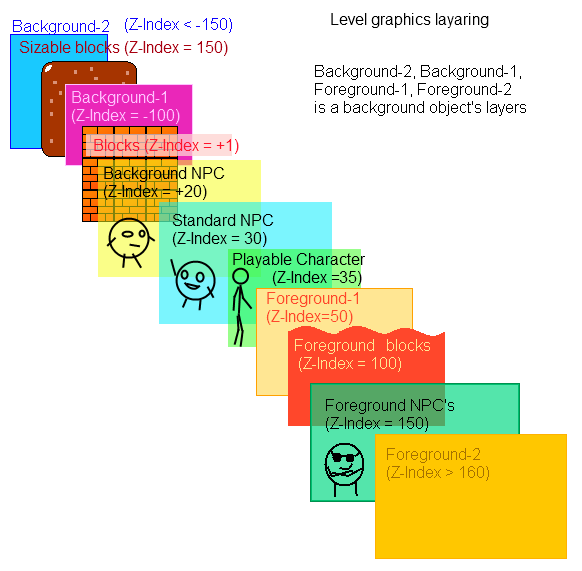 Level graphics layaring
Background-2 (Z-Index < -150)
Sizable blocks (Z-Index = 150)
Background-2, Background-1,
Foreground-1, Foreground-2
is a background object's layers
Background-1
(Z-Index = -100)
Blocks (Z-Index = +1)
Background NPC
(Z-Index = +20)
Standard NPC
(Z-Index = 30)
Playable Character
(Z-Index =35)
Foreground-1
(Z-Index=50)
Foreground blocks
(Z-Index = 100)
Foreground NPC's
(Z-Index = 150)
Foreground-2
(Z-Index > 160)